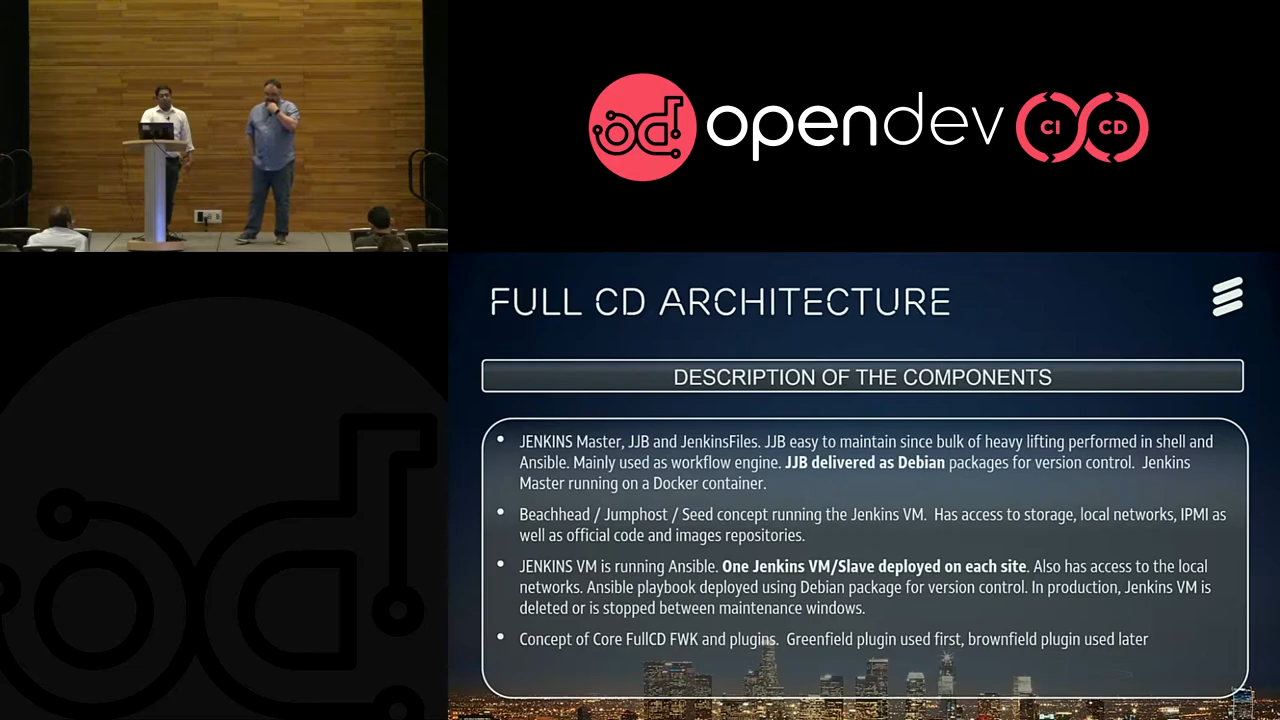 od opendev CI CD
FULL CD ARCHITECTURE
DESCRIPTION OF THE COMPONENTS
• JENKINS Master, JJB and JenkinsFiles. JJB easy to maintain since bulk of heavy lifting performed in shell and
Ansible. Mainly used as workflow engine. JJB delivered as Debian packages for version control. Jenkins
Master running on a Docker container.
• Beachhead / Jumphost / Seed concept running the Jenkins VM. Has access to storage, local networks, IPMI as
well as official code and images repositories.
• JENKINS VM is running Ansible. One Jenkins VM/Slave deployed on each site. Also has access to the local
networks. Ansible playbook deployed using Debian package for version control. In production, Jenkins VM is
deleted or is stopped between maintenance windows.
• Concept of Core FullCD FWK and plugins. Greenfield plugin used first, brownfield plugin used later